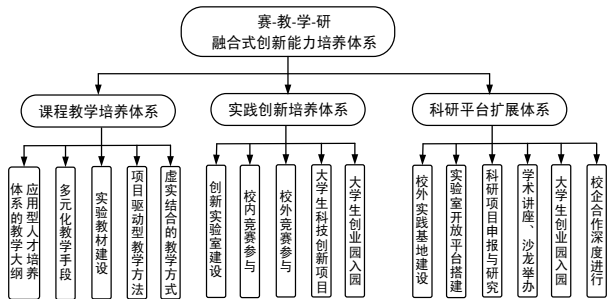 赛-教-学-研
融合式创新能力培养体系
课程教学培养体系
实践创新培养体系
科研平台扩展体系
应用型人才培养
体系的教学大纲
多元化教学手段
实验教材建设
项目驱动型教学方法
虚实结合的教学方式
创新实验室建设
校内竞赛参与
校外竞赛参与
大学生科技创新项目
大学生创业园入园
校外实践基地建设
实验室开放平台搭建
科研项目申报与研究
学术讲座、沙龙举办
大学生创业园入园
校企合作深度进行